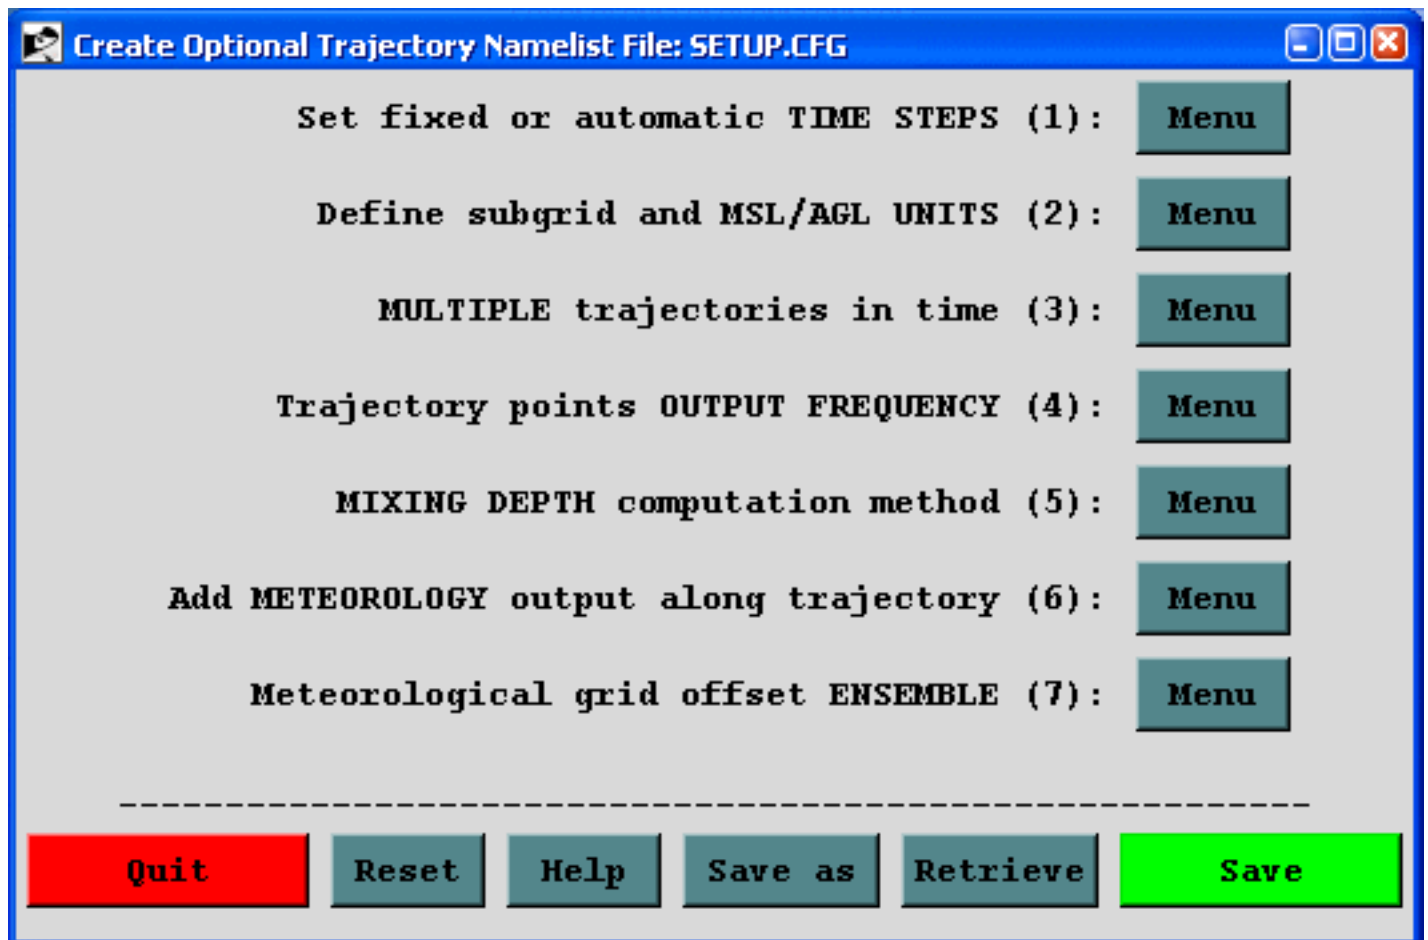 Create Optional Trajectory Namelist File: SETUP.CFG
Set fixed or automatic TIME STEPS (1): Menu
Define subgrid and MSL/AGL UNITS (2): Menu
MULTIPLE trajectories in time (3): Menu
Trajectory points OUTPUT FREQUENCY (4): Menu
MIXING DEPTH computation method (5): Menu
Add METEOROLOGY output along trajectory (6): Menu
Meteorological grid offset ENSEMBLE (7): Menu
--------------------------------------------------------
Quit Reset Help Save as Retrieve Save